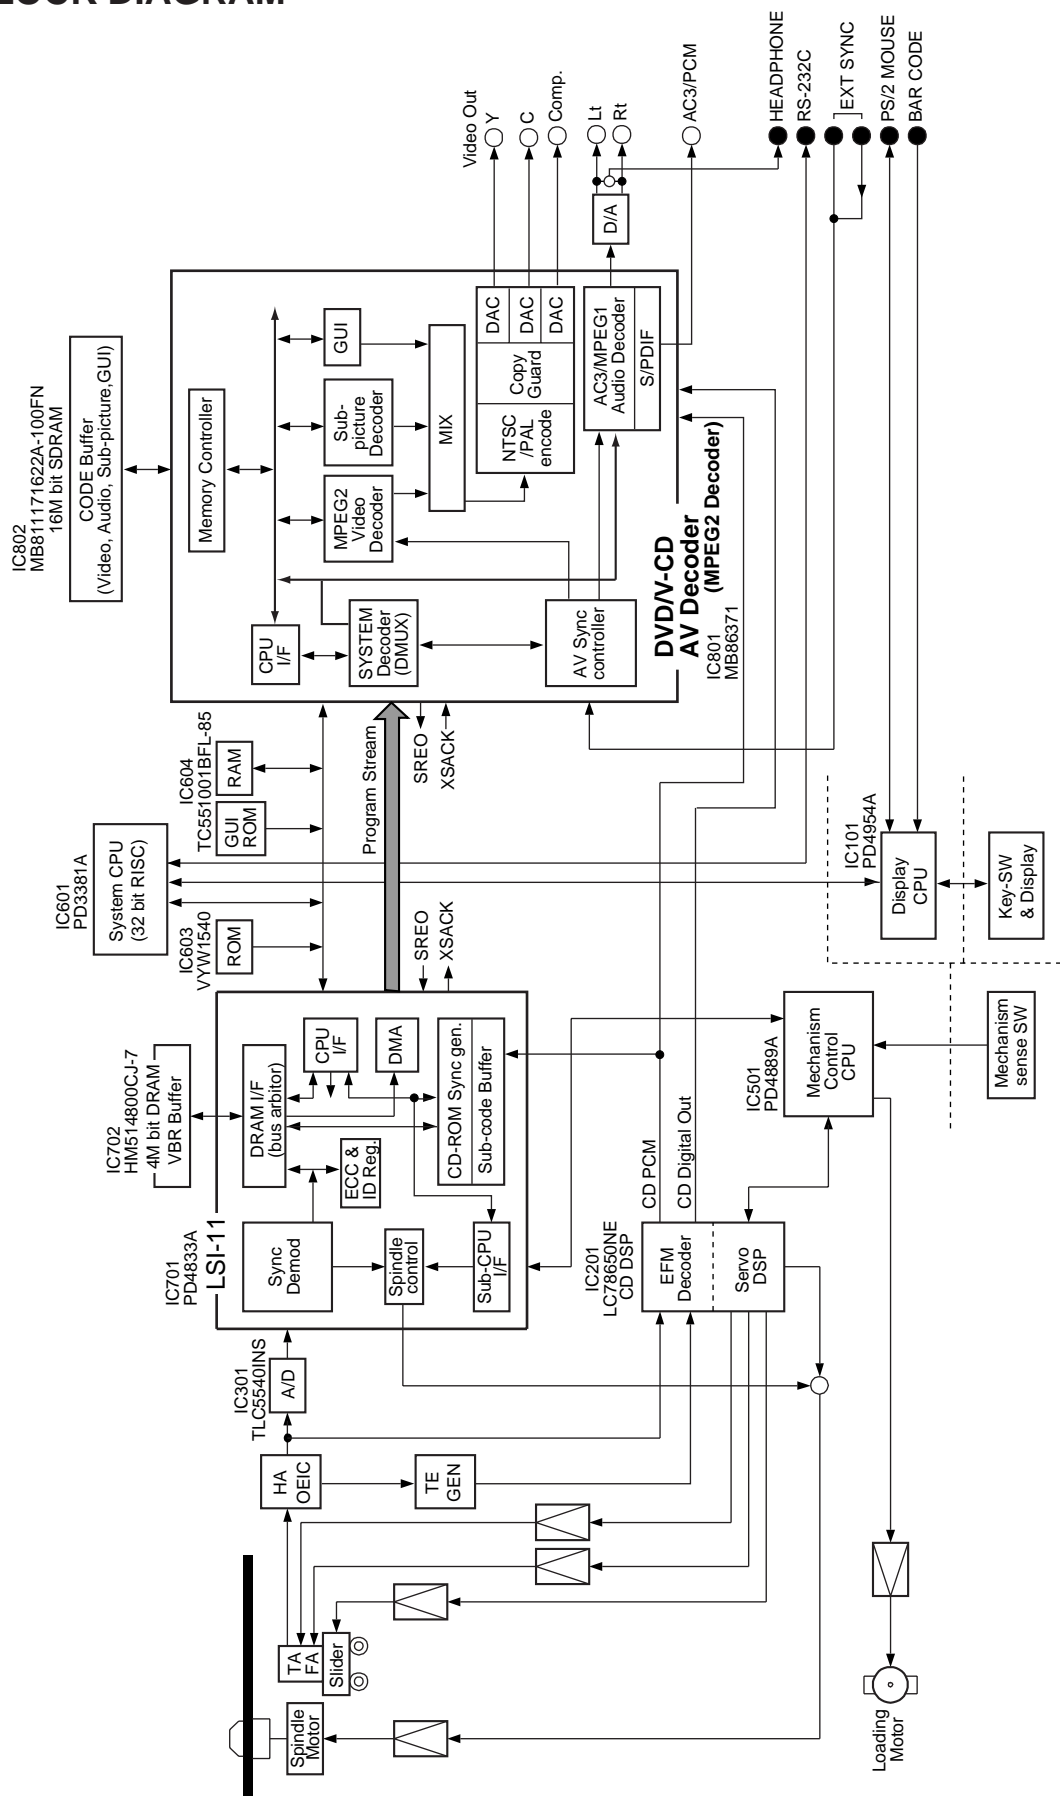 BLOCK DIAGRAM
IC802
MB811171622A-100FN
16M bit SDRAM
CODE Buffer
(Video, Audio, Sub-picture,GUI)
Memory Controller
CPU
I/F
SYSTEM
Decoder
(DMUX)
MPEG2
Video
Decoder
Sub-
picture
Decoder
GUI
MIX
NTSC
/PAL
encode
Copy
Guard
DAC
DAC
DAC
AV Sync
controller
AC3/MPEG1
Audio Decoder
S/PDIF
DVD/V-CD
AV Decoder
(MPEG2 Decoder)
IC801
MB86371
D/A
Video Out
Y
C
Comp.
Lt
Rt
AC3/PCM
HEADPHONE
RS-232C
EXT SYNC
PS/2 MOUSE
BAR CODE
IC601
PD3381A
System CPU
(32 bit RISC)
IC603
VYW1540
ROM
GUI
ROM
IC604
TC551001BFL-85
RAM
Program Stream
SREO
XSACK
SREO
XSACK
IC101
PD4954A
Display
CPU
Key-SW
& Display
IC702
HM514800CJ-7
4M bit DRAM
VBR Buffer
IC701
PD4833A
LSI-11
DRAM I/F
(bus arbitor)
CPU
I/F
DMA
ECC &
ID Reg.
CD-ROM Sync gen.
Sub-code Buffer
Sync
Demod
Spindle
control
Sub-CPU
I/F
IC501
PD4889A
Mechanism
Control
CPU
Mechanism
sense SW
CD PCM
CD Digital Out
IC201
LC78650NE
CD DSP
EFM
Decoder
Servo
DSP
IC301
TLC5540INS
A/D
HA
OEIC
TE
GEN
TA
FA
Slider
Spindle
Motor
Loading
Motor